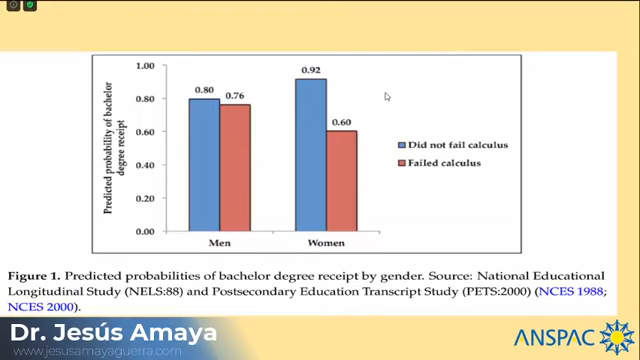 1.00
0.80
0.60
0.40
0.20
0.00
Predicted probability of bachelor
degree receipt
0.80
0.76
0.92
0.60
Men
Women
Did not fail calculus
Failed calculus
Figure 1. Predicted probabilities of bachelor degree receipt by gender. Source: National Educational
Longitudinal Study (NELS:88) and Postsecondary Education Transcript Study (PETS:2000) (NCES 1988;
NCES 2000).
Dr. Jesús Amaya
www.jesusamayaguerra.com
ANSPAC